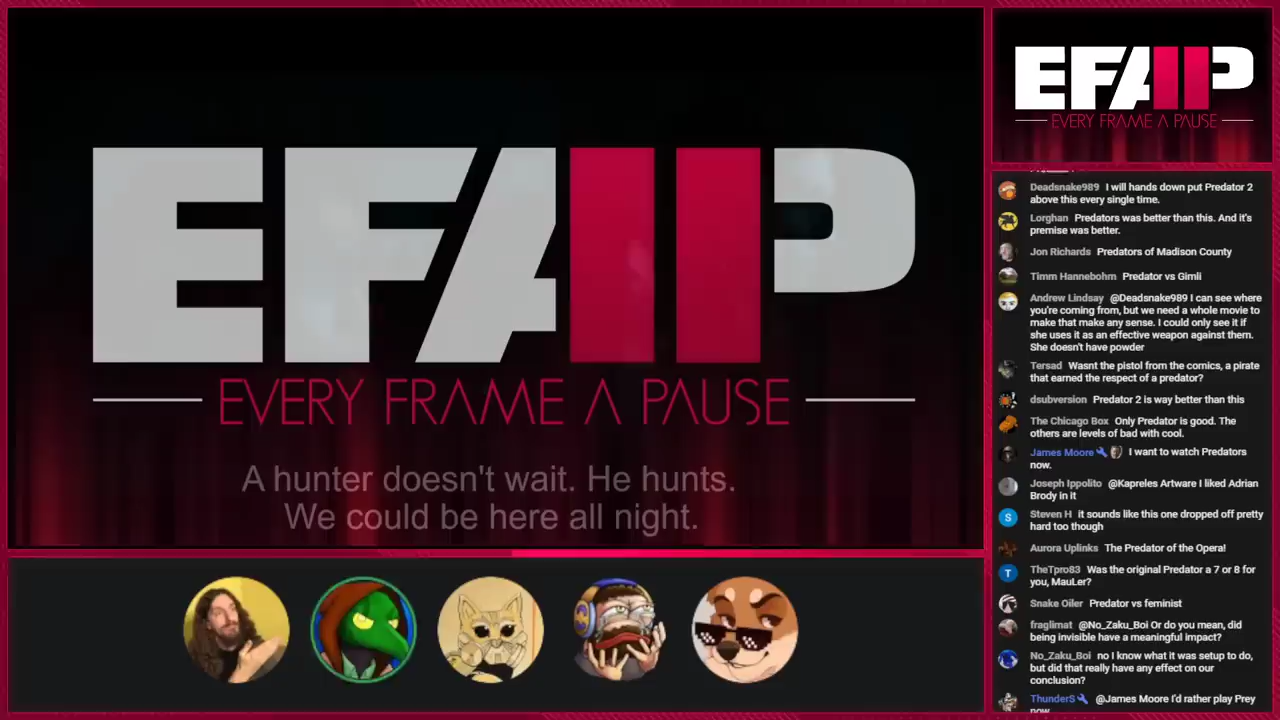 EFAP
EVERY FRAME A PAUSE
A hunter doesn't wait. He hunts.
We could be here all night.
EFAP
EVERY FRAME A PAUSE
Deadsnake989 I will hands down put Predator 2
above this every single time.
Lorghan Predators was better than this. And it's
premise was better.
Jon Richards Predators of Madison County
Timm Hannebohm Predator vs Gimli
Andrew Lindsay @Deadsnake989 I can see where
you're coming from, but we need a whole movie to
make that make any sense. I could only see it if
she uses it as an effective weapon against them.
She doesn't have powder
Tersad Wasnt the pistol from the comics, a pirate
that earned the respect of a predator?
dsubversion Predator 2 is way better than this
The Chicago Box Only Predator is good. The
others are levels of bad with cool.
James Moore I want to watch Predators
now.
Joseph Ippolito @Kapreles Artware I liked Adrian
Brody in it
S
Steven H it sounds like this one dropped off pretty
hard too though
Aurora Uplinks The Predator of the Opera!
T
TheTpro83 Was the original Predator a 7 or 8 for
you, MauLer?
Snake Oiler Predator vs feminist
fraglimat @No_Zaku_Boi Or do you mean, did
being invisible have a meaningful impact?
No_Zaku_Boi no I know what it was setup to do,
but did that really have any effect on our
conclusion?
ThunderS @James Moore I'd rather play Prey
now